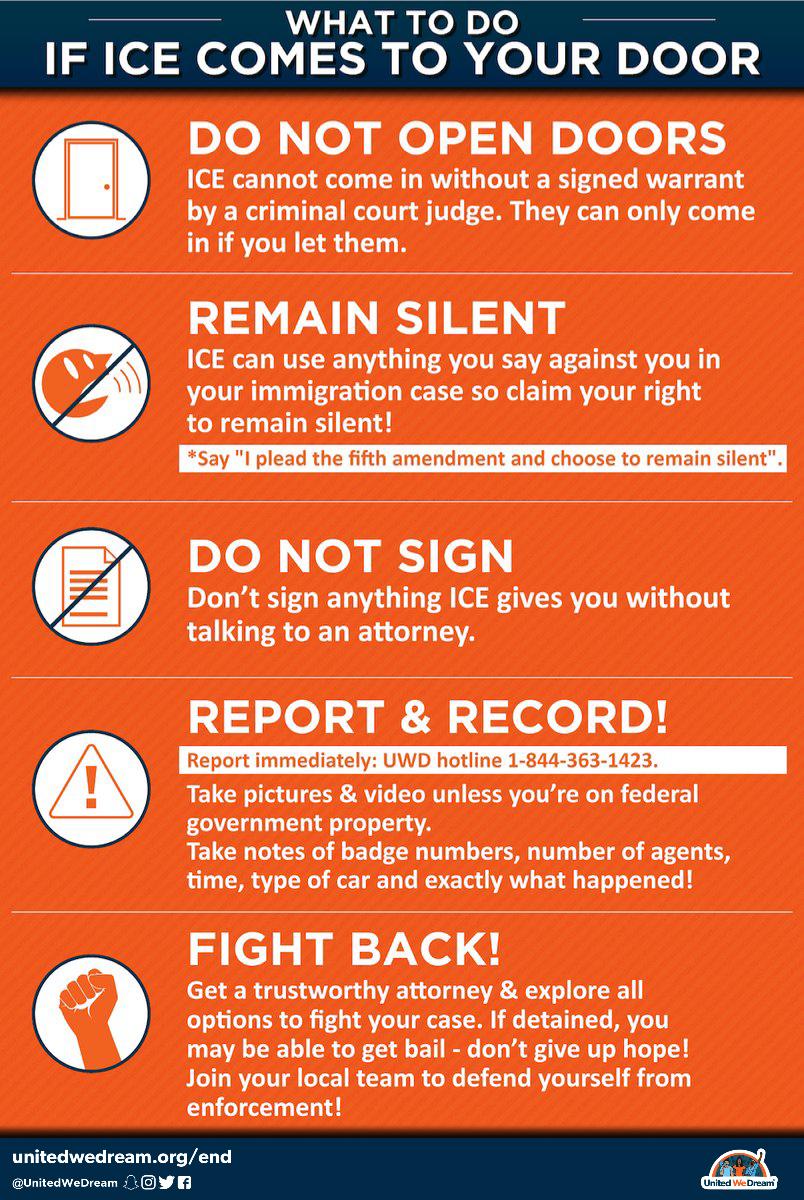 WHAT TO DO
IF ICE COMES TO YOUR DOOR
DO NOT OPEN DOORS
ICE cannot come in without a signed warrant
by a criminal court judge. They can only come
in if you let them.
REMAIN SILENT
ICE can use anything you say against you in
your immigration case so claim your right
to remain silent!
*Say "I plead the fifth amendment and choose to remain silent".
DO NOT SIGN
Don’t sign anything ICE gives you without
talking to an attorney.
REPORT & RECORD!
Report immediately: UWD hotline 1-844-363-1423.
Take pictures & video unless you’re on federal
government property.
Take notes of badge numbers, number of agents,
time, type of car and exactly what happened!
FIGHT BACK!
Get a trustworthy attorney & explore all
options to fight your case. If detained, you
may be able to get bail - don’t give up hope!
Join your local team to defend yourself from
enforcement!
unitedwedream.org/end
@UnitedWeDream
United We Dream